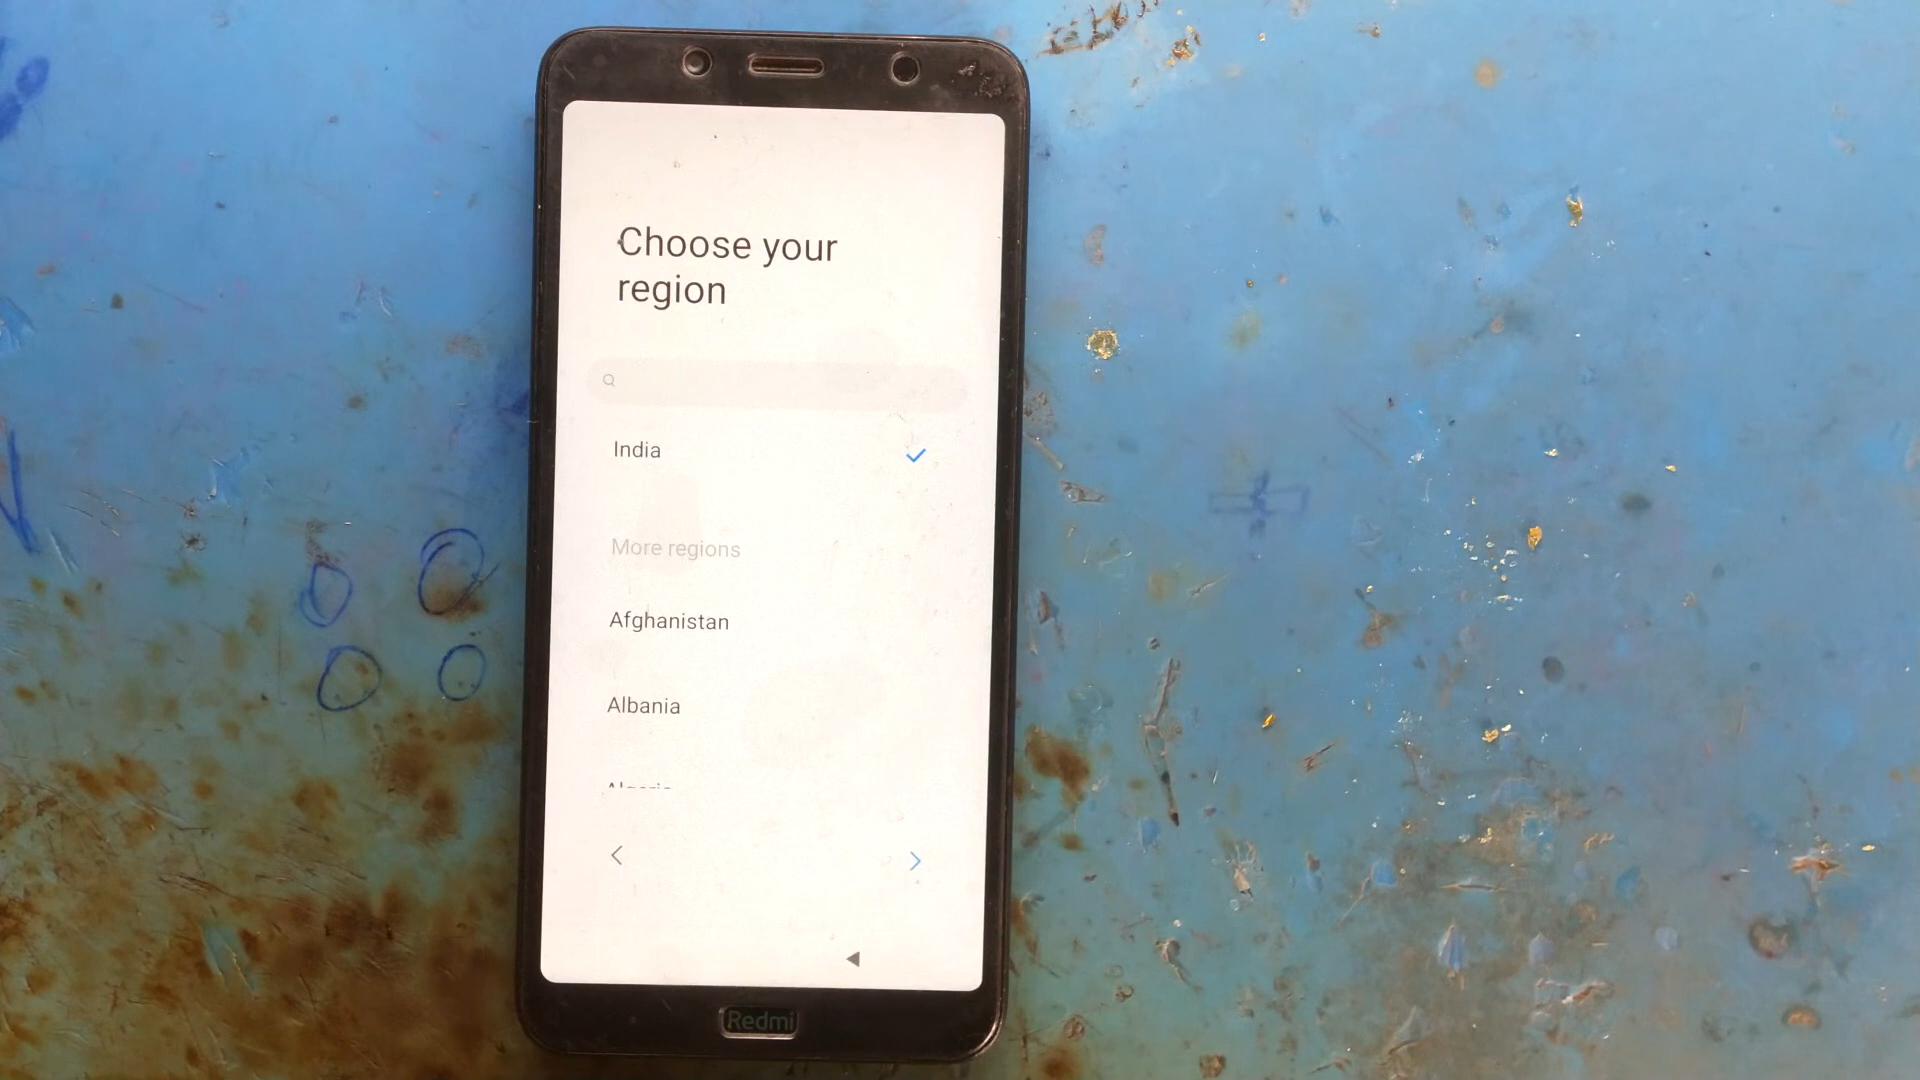 Choose your
region
India
More regions
Afghanistan
Albania
Redmi